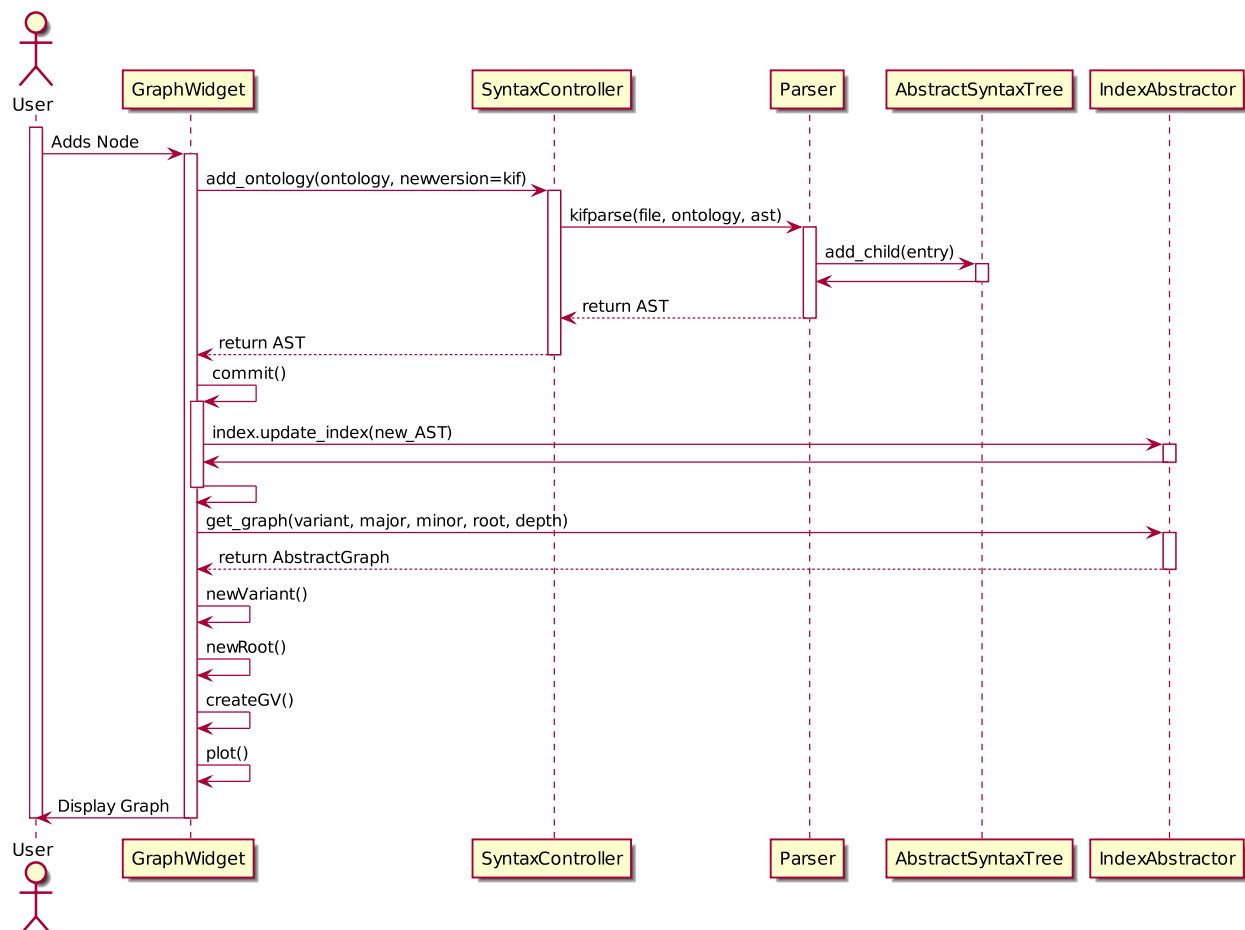 User
GraphWidget
SyntaxController
Parser
AbstractSyntaxTree
IndexAbstractor
Adds Node
add_ontology(ontology, newversion=kif)
kifparse(file, ontology, ast)
add_child(entry)
return AST
return AST
commit()
index.update_index(new_AST)
get_graph(variant, major, minor, root, depth)
return AbstractGraph
newVariant()
newRoot()
createGV()
plot()
Display Graph
User
GraphWidget
SyntaxController
Parser
AbstractSyntaxTree
IndexAbstractor